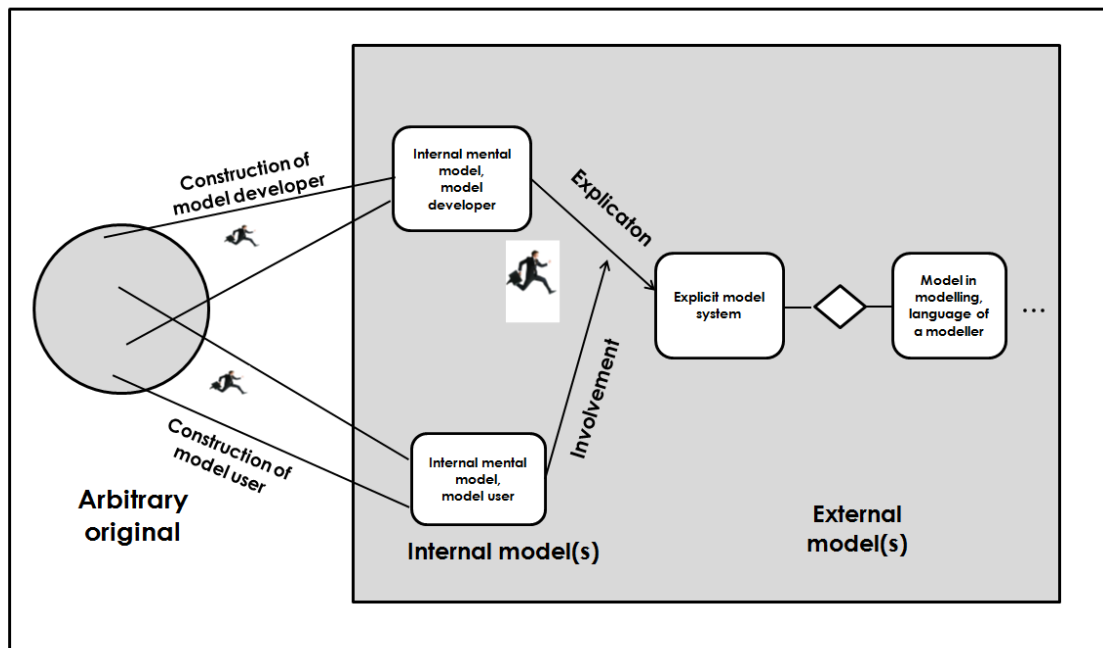 Construction of
model developer
Internal mental
model,
model
developer
Explicaton
Explicit model
system
Model in
modelling,
language of
a modeller
...
Construction of
model user
Internal mental
model,
model user
Involvement
Arbitrary
original
Internal model(s)
External
model(s)